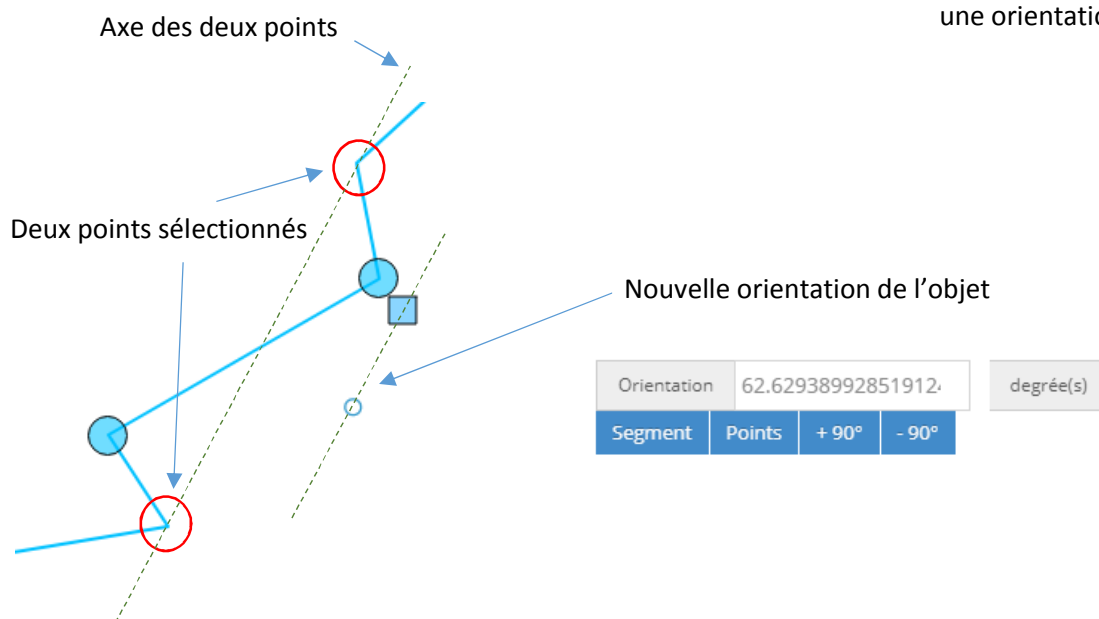 une orientatio
Axe des deux points
Deux points sélectionnés
Nouvelle orientation de l’objet
Orientation 62.62938992851912 degrée(s)
Segment Points + 90° - 90°